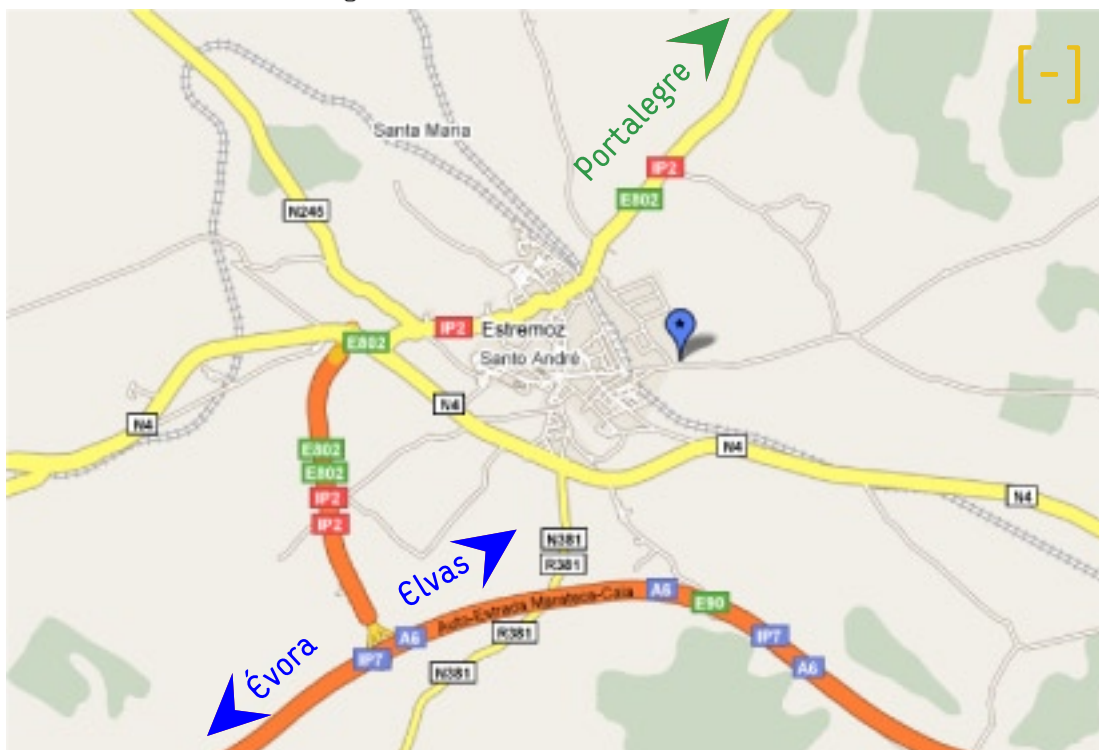 [-]
Portalegre
Santa Maria
IP2
E802
N245
IP2
Estremoz
E802
Santo André
N4
N4
N4
E802
E802
IP2
IP2
N4
N381
R381
Elvas
A6
Auto-Estrada Marateca-Caia
E90
R381
A6
IP7
IP7
N381
A6
Évora